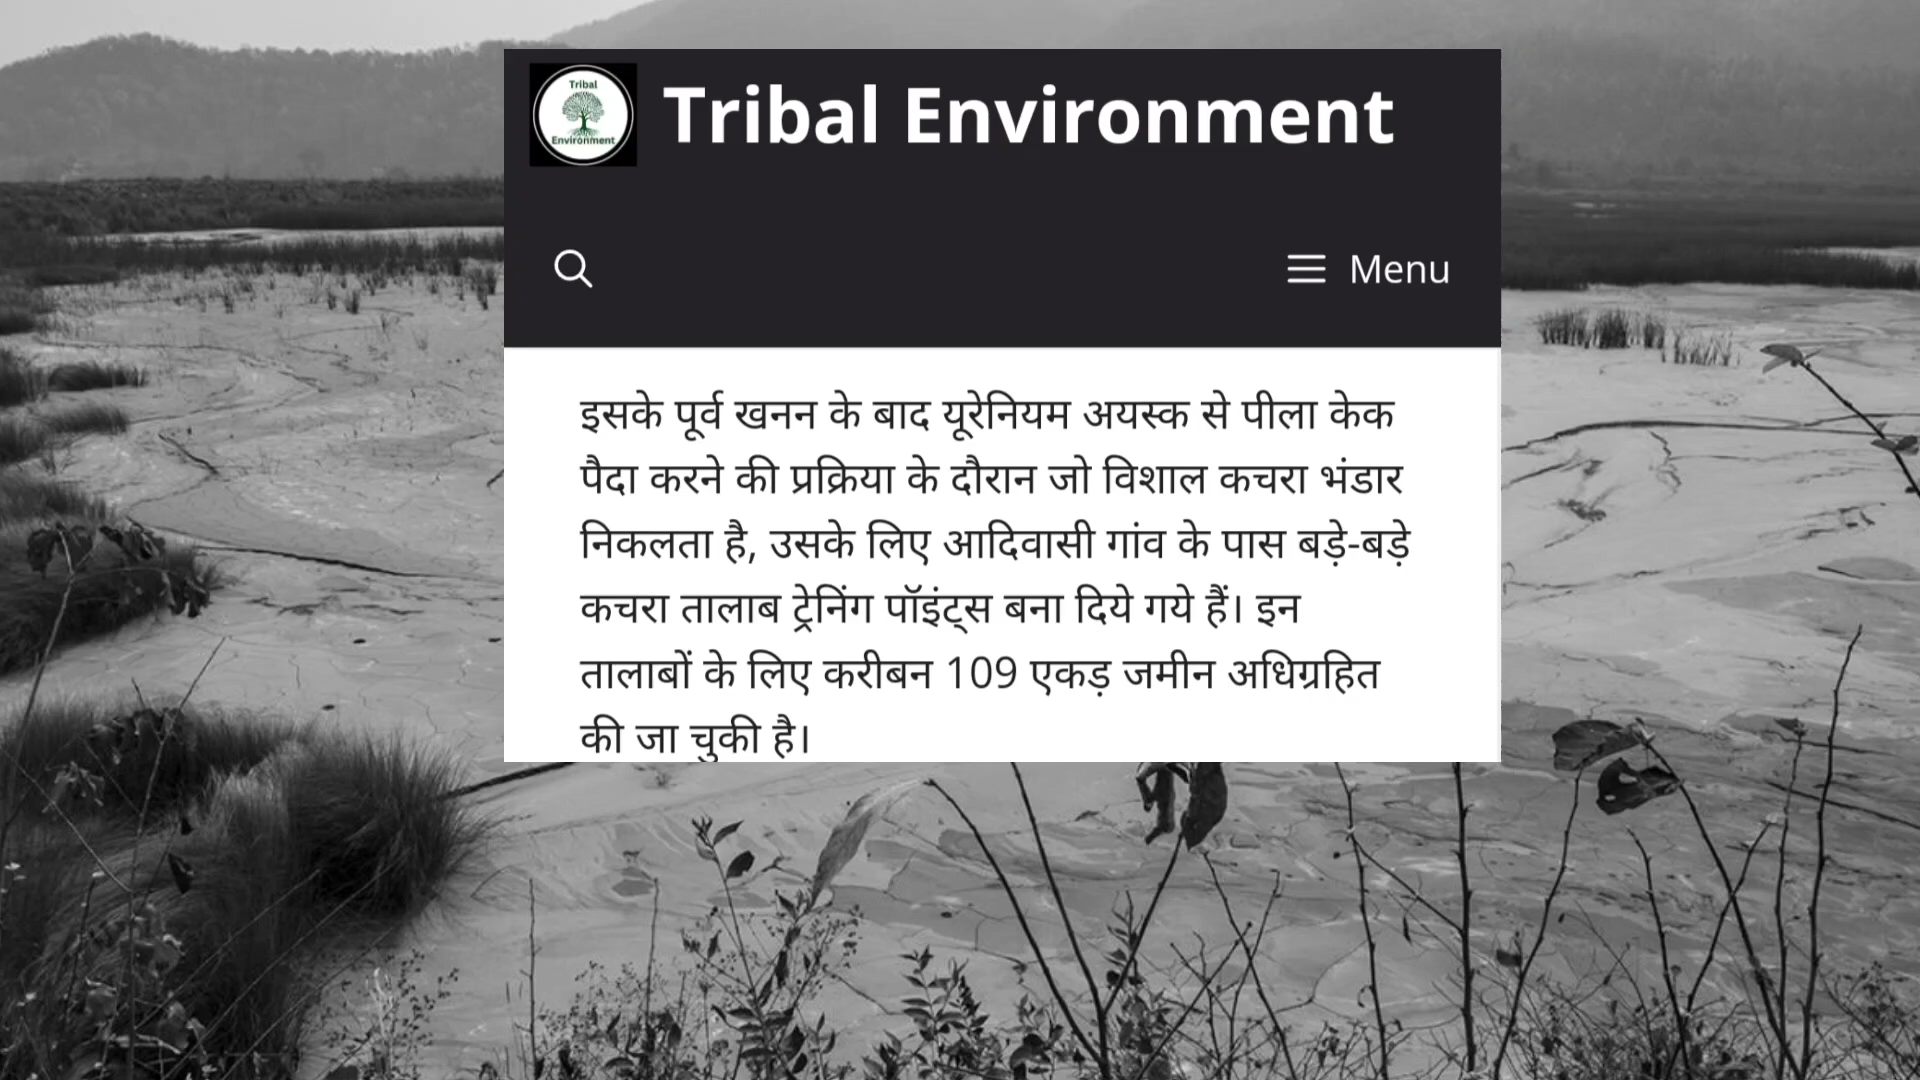 Tribal
Environment
Tribal Environment
Menu
इसके पूर्व खनन के बाद यूरेनियम अयस्क से पीला केक
पैदा करने की प्रक्रिया के दौरान जो विशाल कचरा भंडार
निकलता है, उसके लिए आदिवासी गांव के पास बड़े-बड़े
कचरा तालाब ट्रेनिंग पॉइंट्स बना दिये गये हैं। इन
तालाबों के लिए करीबन 109 एकड़ जमीन अधिग्रहित
की जा चुकी है।